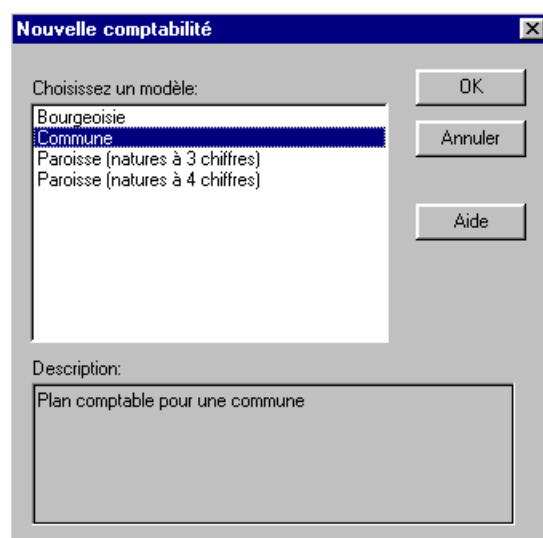 Nouvelle comptabilité
Choisissez un modèle:
OK
Bourgeoisie
Commune
Annuler
Paroisse (natures à 3 chiffres)
Paroisse (natures à 4 chiffres)
Aide
Description:
Plan comptable pour une commune